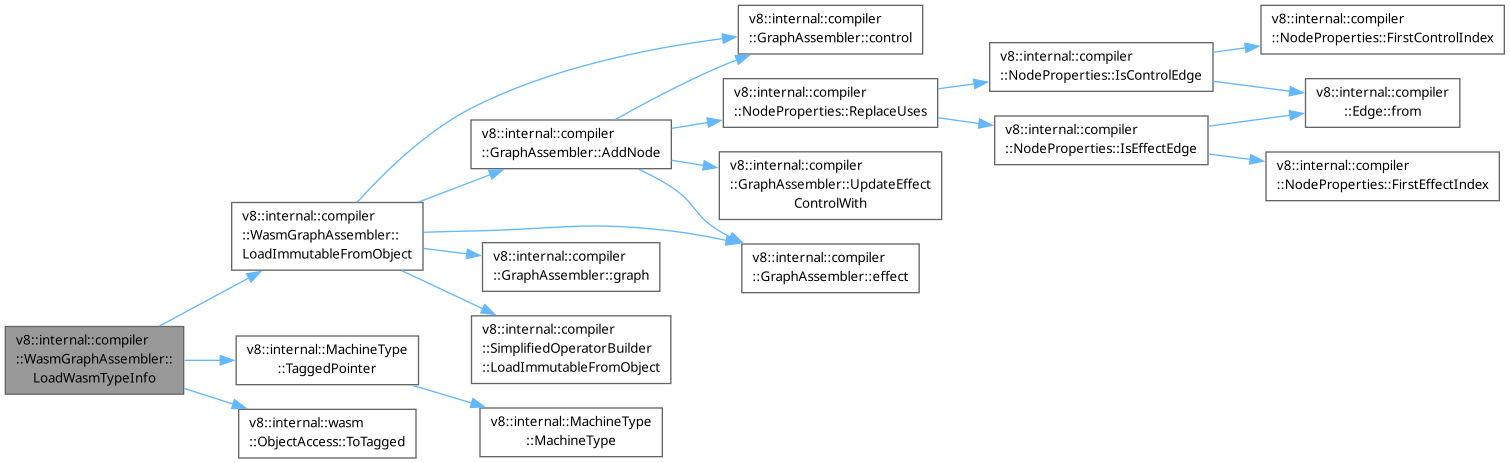 v8::internal::compiler
::WasmGraphAssembler::
LoadWasmTypeInfo
v8::internal::compiler
::WasmGraphAssembler::
LoadImmutableFromObject
v8::internal::MachineType
::TaggedPointer
v8::internal::wasm
::ObjectAccess::ToTagged
v8::internal::compiler
::GraphAssembler::AddNode
v8::internal::compiler
::GraphAssembler::graph
v8::internal::compiler
::SimplifiedOperatorBuilder
::LoadImmutableFromObject
v8::internal::MachineType
::MachineType
v8::internal::compiler
::GraphAssembler::control
v8::internal::compiler
::NodeProperties::ReplaceUses
v8::internal::compiler
::GraphAssembler::UpdateEffect
ControlWith
v8::internal::compiler
::GraphAssembler::effect
v8::internal::compiler
::NodeProperties::IsControlEdge
v8::internal::compiler
::NodeProperties::IsEffectEdge
v8::internal::compiler
::NodeProperties::FirstControlIndex
v8::internal::compiler
::Edge::from
v8::internal::compiler
::NodeProperties::FirstEffectIndex